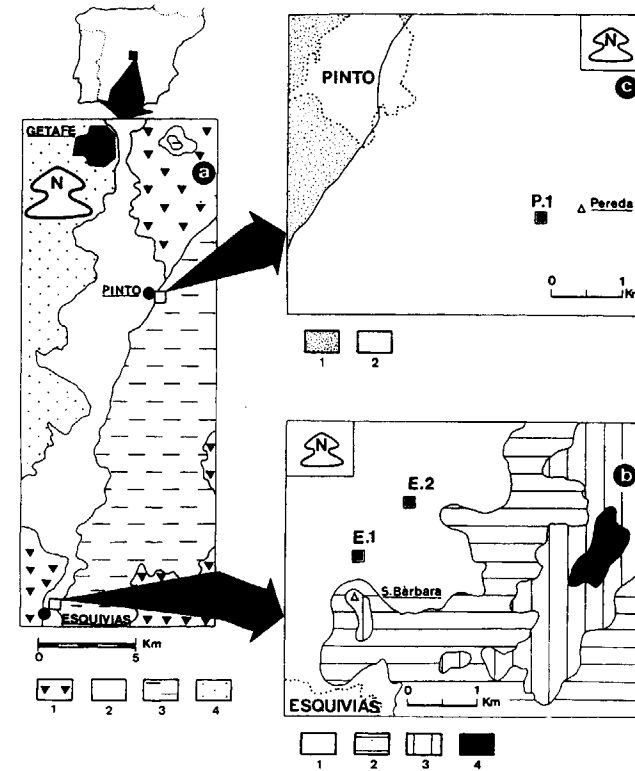 GETAFE
N
a
PINTO
ESQUIVIAS
0 5 Km
1 2 3 4
PINTO
N
c
P.1
Pereda
0 1
Km
1 2
N
b
E.2
E.1
S.Bàrbara
ESQUIVIAS
0 1 Km
1 2 3 4